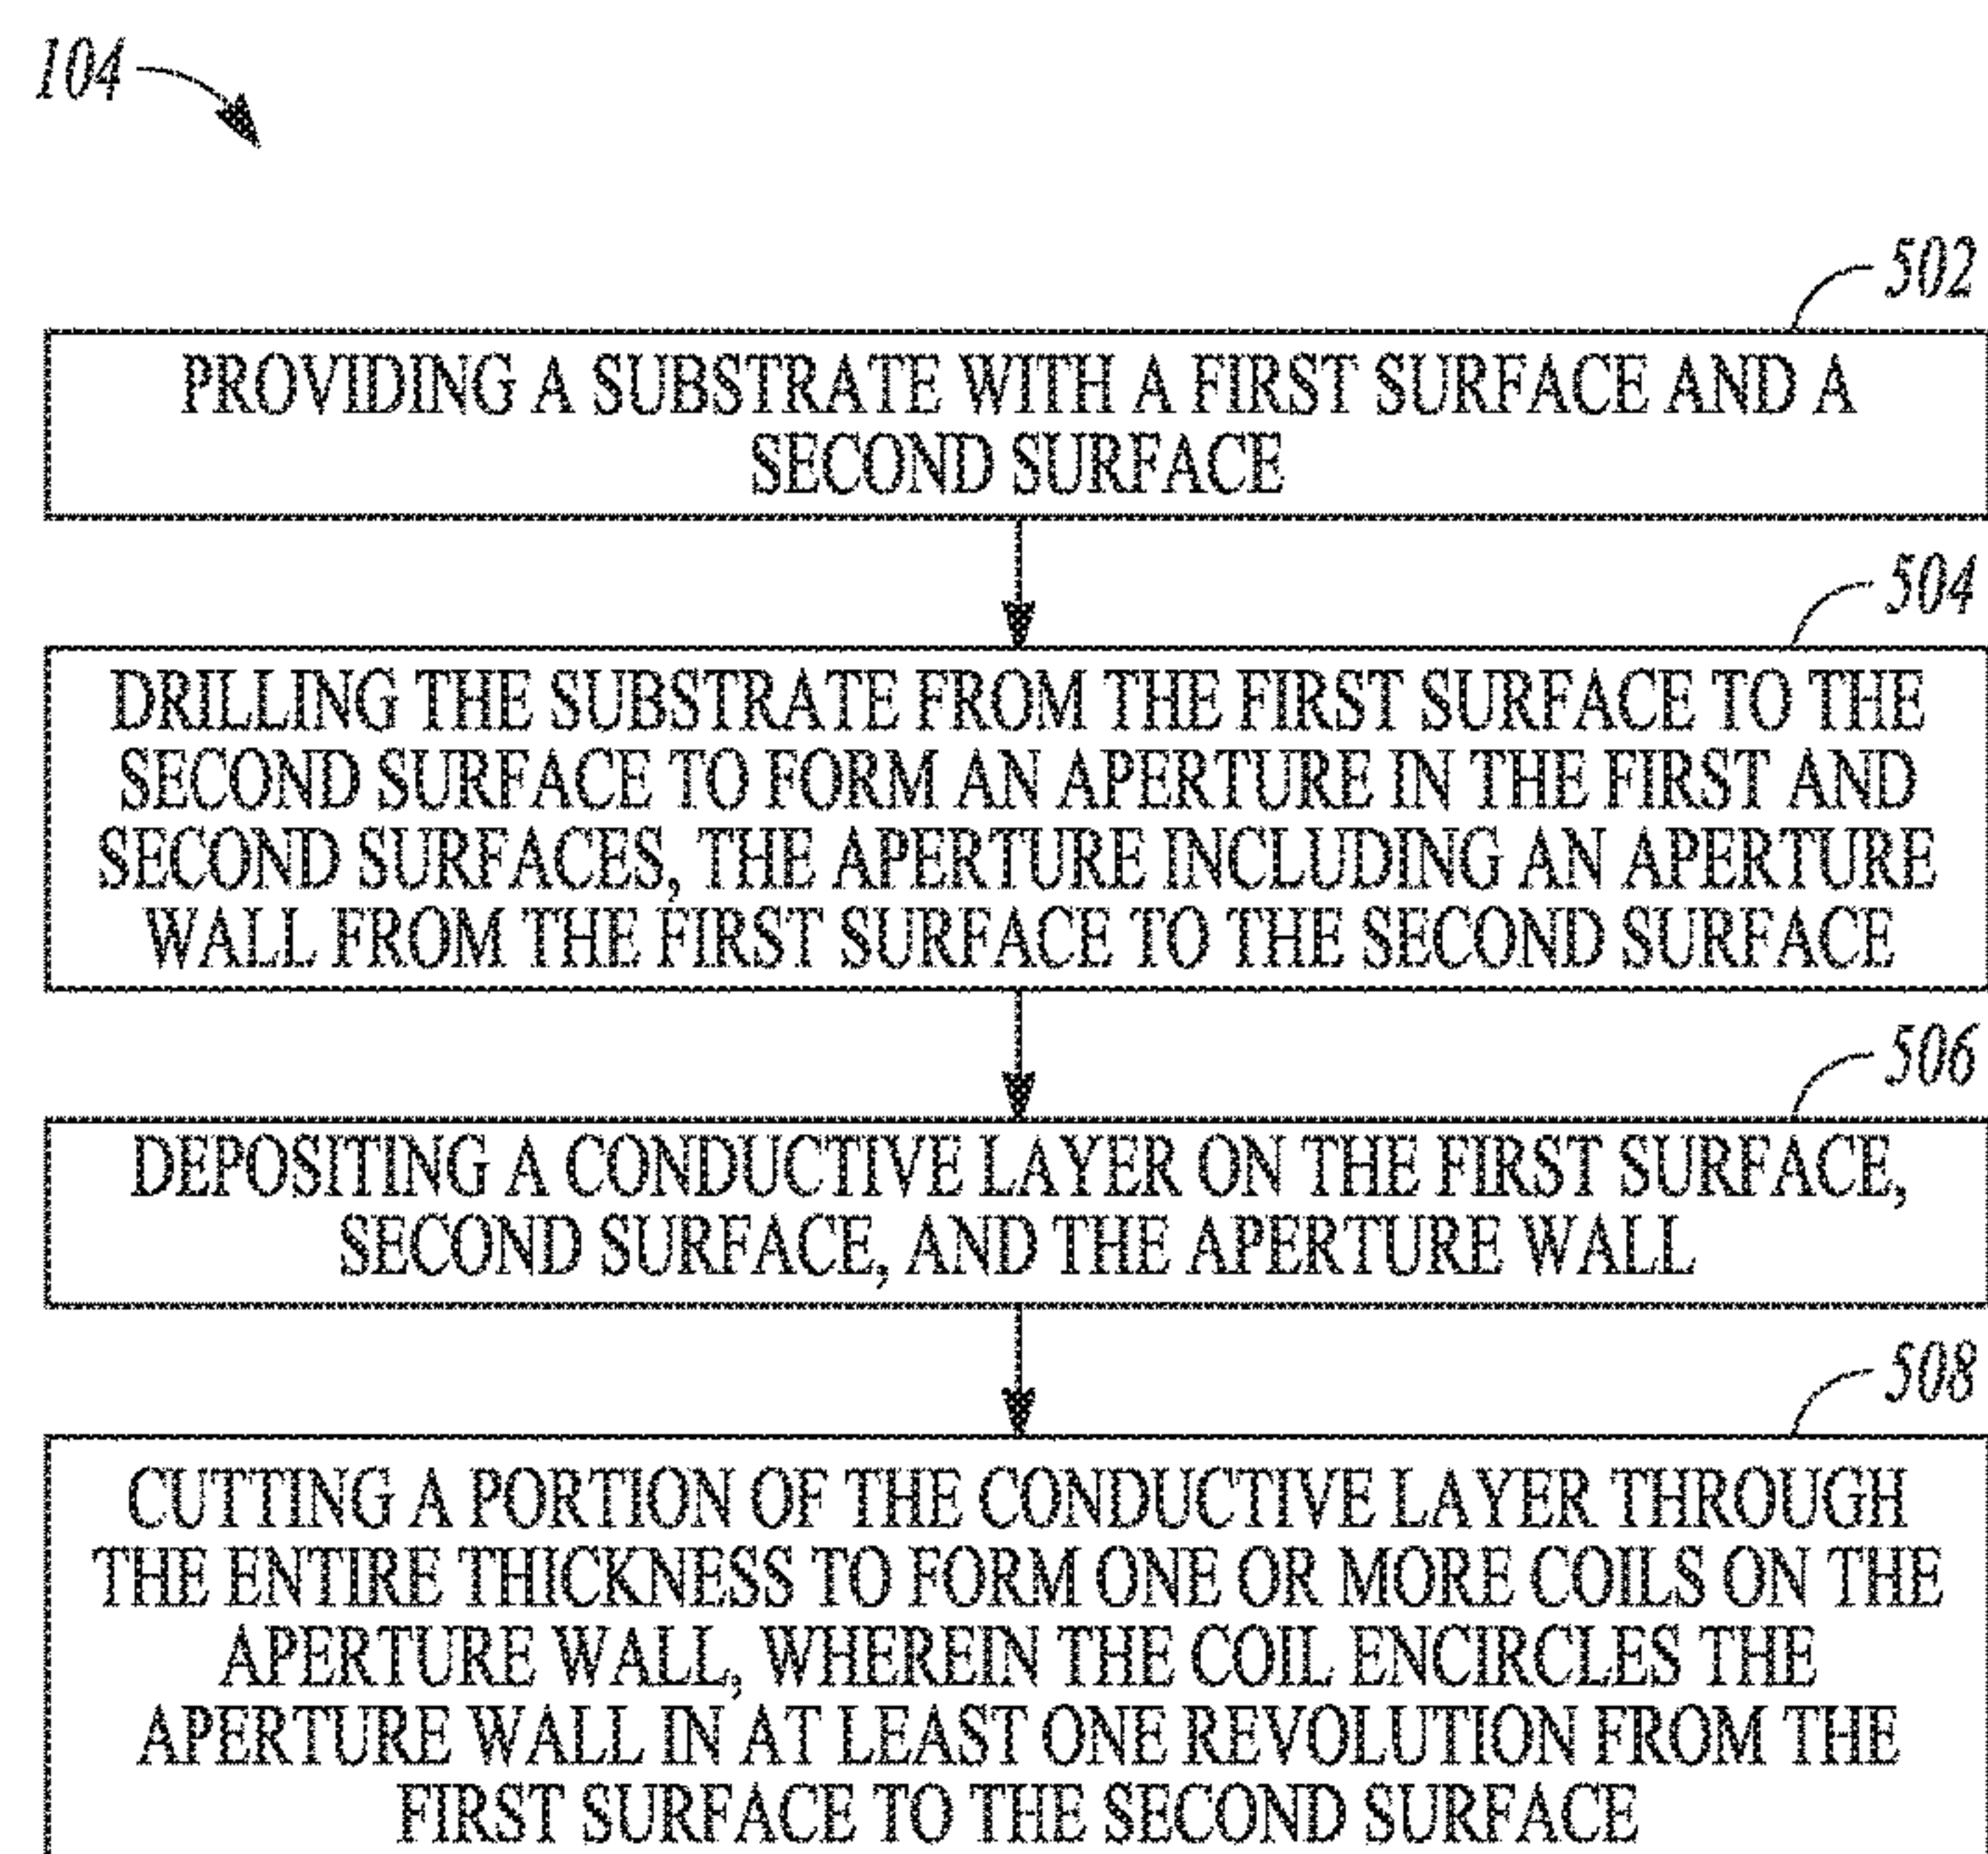 104
502
PROVIDING A SUBSTRATE WITH A FIRST SURFACE AND A
SECOND SURFACE
504
DRILLING THE SUBSTRATE FROM THE FIRST SURFACE TO THE
SECOND SURFACE TO FORM AN APERTURE IN THE FIRST AND
SECOND SURFACES, THE APERTURE INCLUDING AN APERTURE
WALL FROM THE FIRST SURFACE TO THE SECOND SURFACE
506
DEPOSITING A CONDUCTIVE LAYER ON THE FIRST SURFACE,
SECOND SURFACE, AND THE APERTURE WALL
508
CUTTING A PORTION OF THE CONDUCTIVE LAYER THROUGH
THE ENTIRE THICKNESS TO FORM ONE OR MORE COILS ON THE
APERTURE WALL, WHEREIN THE COIL ENCIRCLES THE
APERTURE WALL IN AT LEAST ONE REVOLUTION FROM THE
FIRST SURFACE TO THE SECOND SURFACE